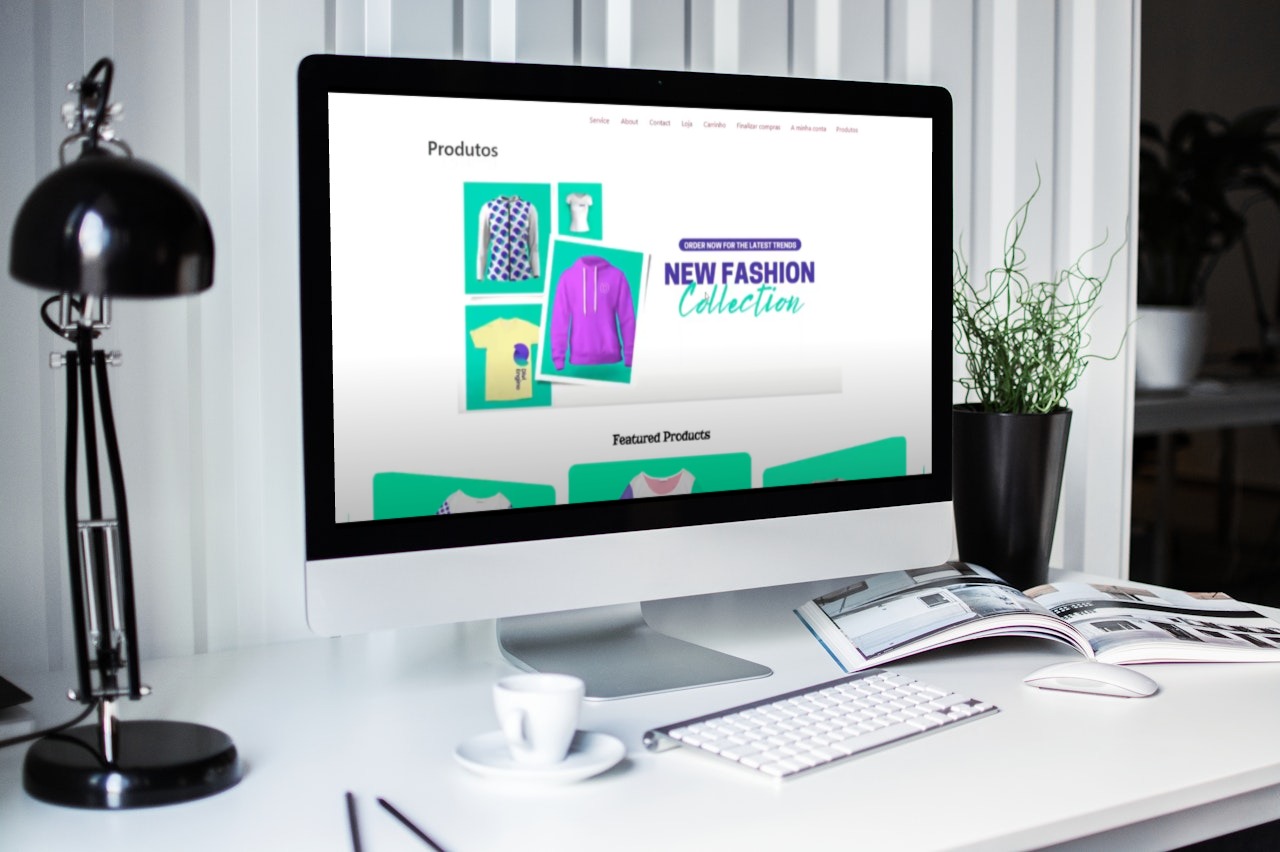 Service About Contact Loja Carrinho Finalizar compras A minha conta Produtos
Produtos
ORDER NOW FOR THE LATEST TRENDS
NEW FASHION
Collection
Featured Products